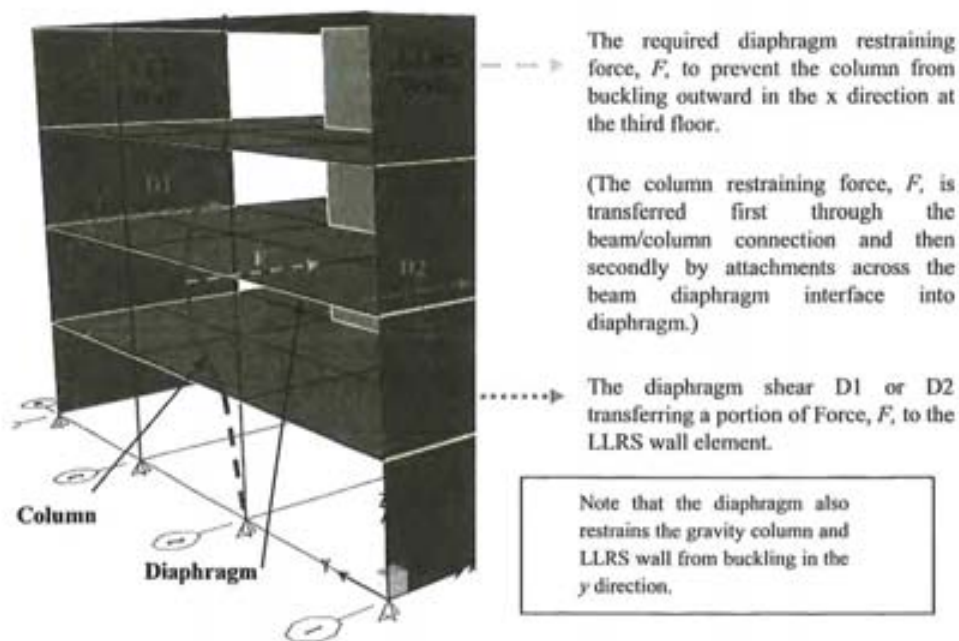 The required diaphragm restraining
force, F, to prevent the column from
buckling outward in the x direction at
the third floor.
(The column restraining force, F, is
transferred first through the
beam/column connection and then
secondly by attachments across the
beam diaphragm interface into
diaphragm.)
The diaphragm shear D1 or D2
transferring a portion of Force, F, to the
LLRS wall element.
Note that the diaphragm also
restrains the gravity column and
LLRS wall from buckling in the
y direction.
LLRS
D1
F
D2
Column
Diaphragm
Y